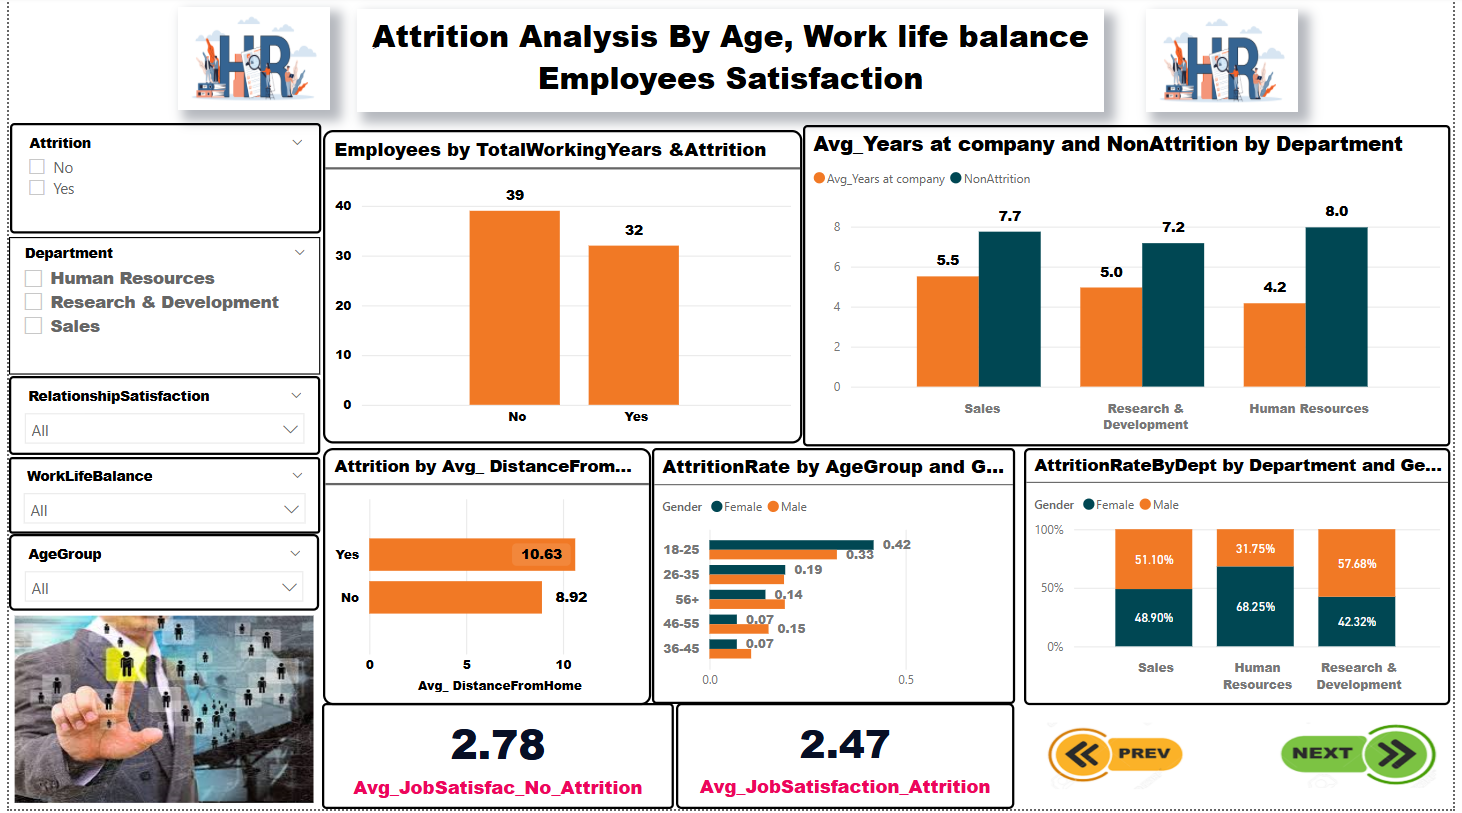 HR
Attrition Analysis By Age, Work life balance
Employees Satisfaction
HR
Attrition
No
Yes
Department
Human Resources
Research & Development
Sales
RelationshipSatisfaction
All
WorkLifeBalance
All
AgeGroup
All
Employees by TotalWorkingYears &Attrition
39
32
40
30
20
10
0
No
Yes
Avg_Years at company and NonAttrition by Department
Avg_Years at company
NonAttrition
8
6
4
2
0
5.5
7.7
5.0
7.2
4.2
8.0
Sales
Research &
Development
Human Resources
Attrition by Avg_ DistanceFrom...
Yes
10.63
No
8.92
0
5
10
Avg_ DistanceFromHome
AttritionRate by AgeGroup and G...
Gender
Female
Male
18-25
0.42
0.33
26-35
0.19
56+
0.14
46-55
0.07
0.15
36-45
0.07
0.0
0.5
AttritionRateByDept by Department and Ge...
Gender
Female
Male
100%
50%
0%
51.10%
31.75%
57.68%
48.90%
68.25%
42.32%
Sales
Human
Resources
Research &
Development
2.78
Avg_JobSatisfac_No_Attrition
2.47
Avg_JobSatisfaction_Attrition
PREV
NEXT